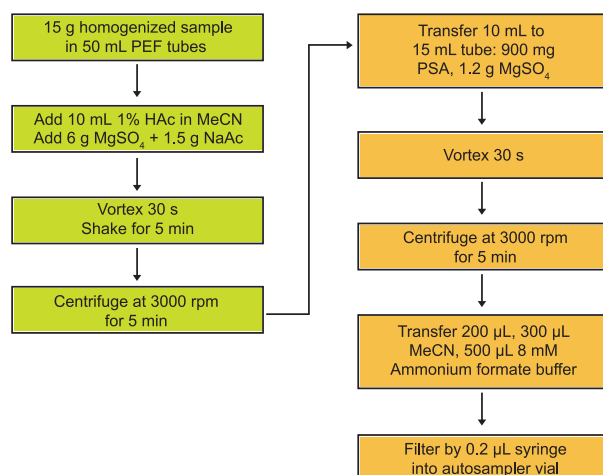 15 g homogenized sample
in 50 mL PEF tubes
Add 10 mL 1% HAc in MeCN
Add 6 g MgSO₄ + 1.5 g NaAc
Vortex 30 s
Shake for 5 min
Centrifuge at 3000 rpm
for 5 min
Transfer 10 mL to
15 mL tube: 900 mg
PSA, 1.2 g MgSO₄
Vortex 30 s
Centrifuge at 3000 rpm
for 5 min
Transfer 200 µL, 300 µL
MeCN, 500 µL 8 mM
Ammonium formate buffer
Filter by 0.2 µL syringe
into autosampler vial